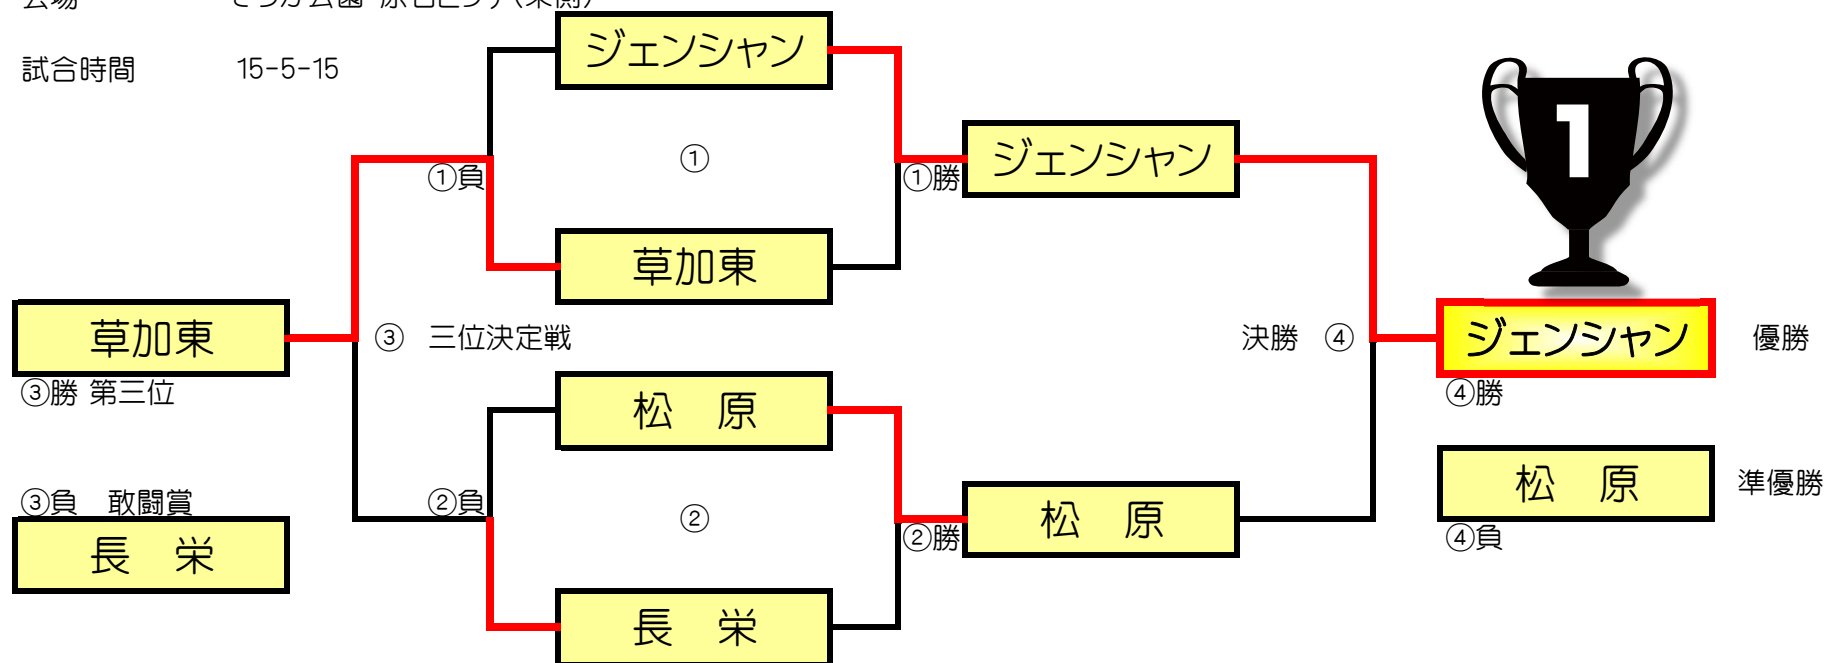 試合時間 15-5-15
ジェンシャン
①負
①
①勝
ジェンシャン
1
草加東
草加東
③ 三位決定戦
決勝 ④
ジェンシャン
優勝
③勝 第三位
④勝
松 原
③負 敢闘賞
②負
②
②勝
松 原
松 原
準優勝
④負
長 栄
長 栄